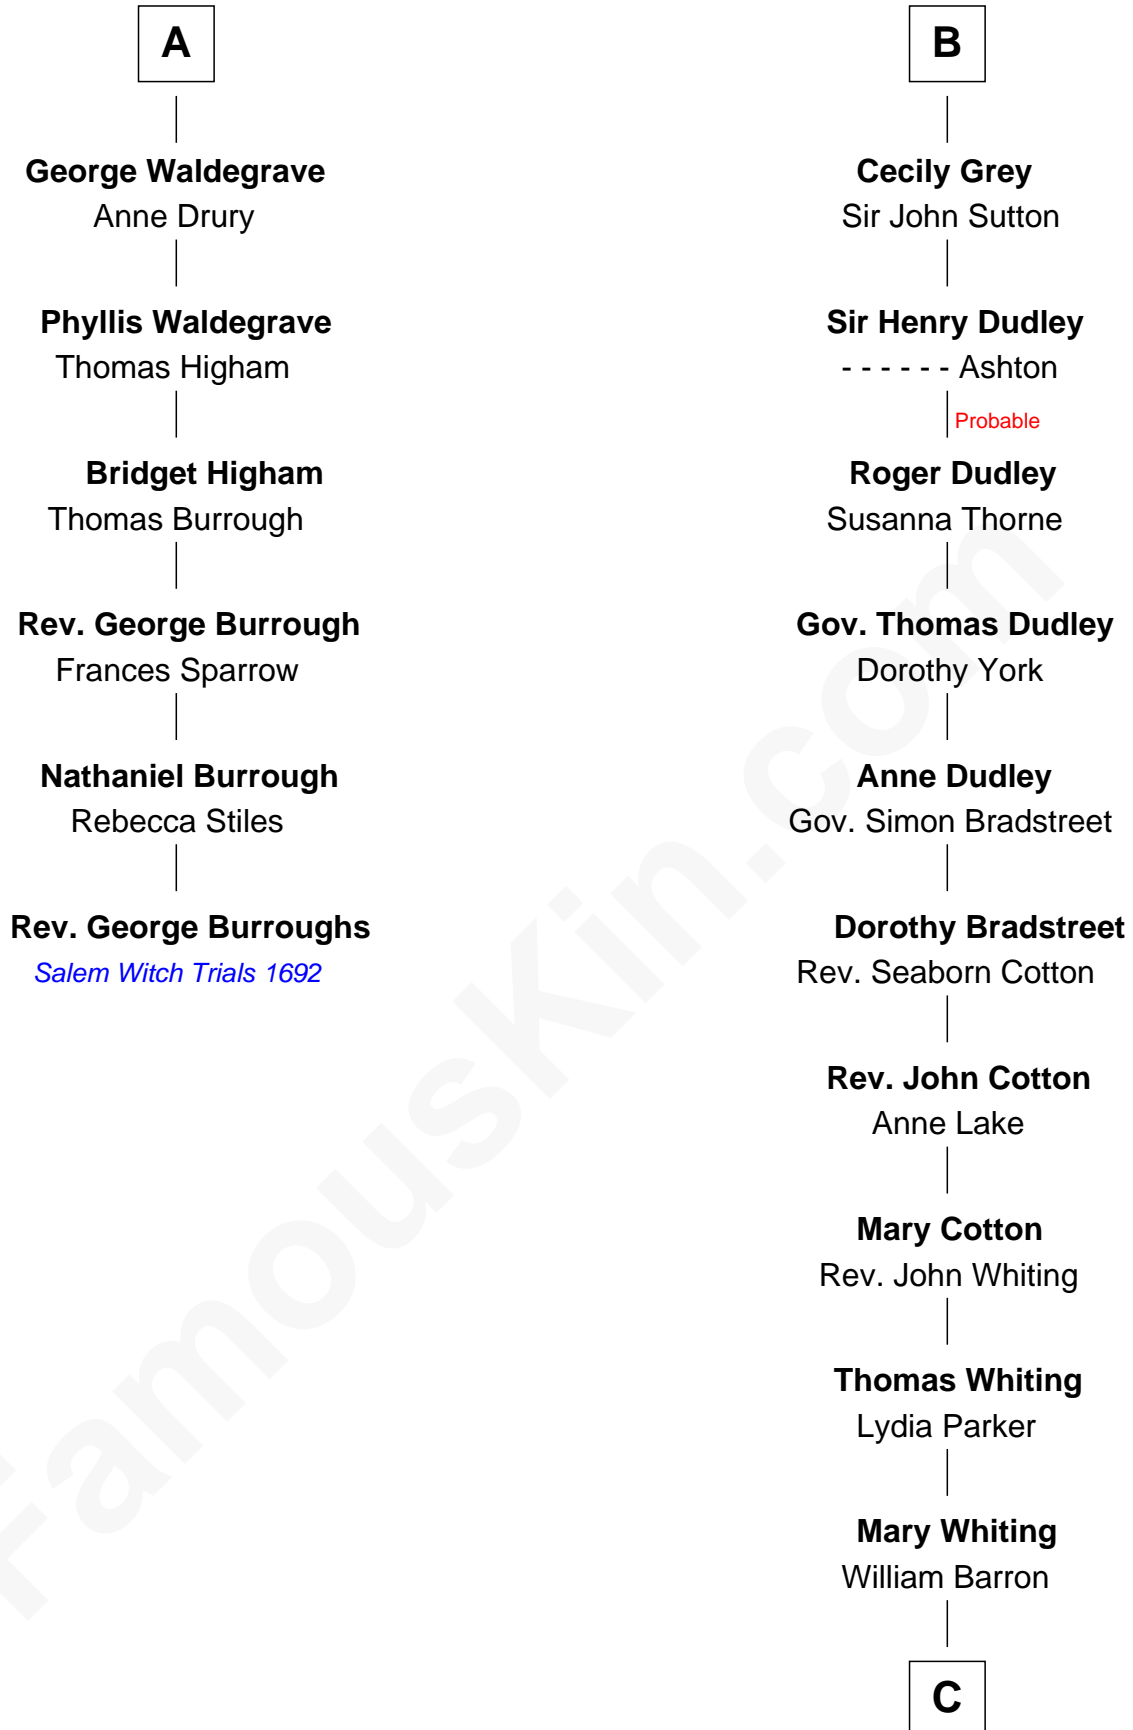 A
George Waldegrave
Anne Drury
Phyllis Waldegrave
Thomas Higham
Bridget Higham
Thomas Burrough
Rev. George Burrough
Frances Sparrow
Nathaniel Burrough
Rebecca Stiles
Rev. George Burroughs
Salem Witch Trials 1692
B
Cecily Grey
Sir John Sutton
Sir Henry Dudley
- - - - - - Ashton
Probable
Roger Dudley
Susanna Thorne
Gov. Thomas Dudley
Dorothy York
Anne Dudley
Gov. Simon Bradstreet
Dorothy Bradstreet
Rev. Seaborn Cotton
Rev. John Cotton
Anne Lake
Mary Cotton
Rev. John Whiting
Thomas Whiting
Lydia Parker
Mary Whiting
William Barron
C
FamousKin.com